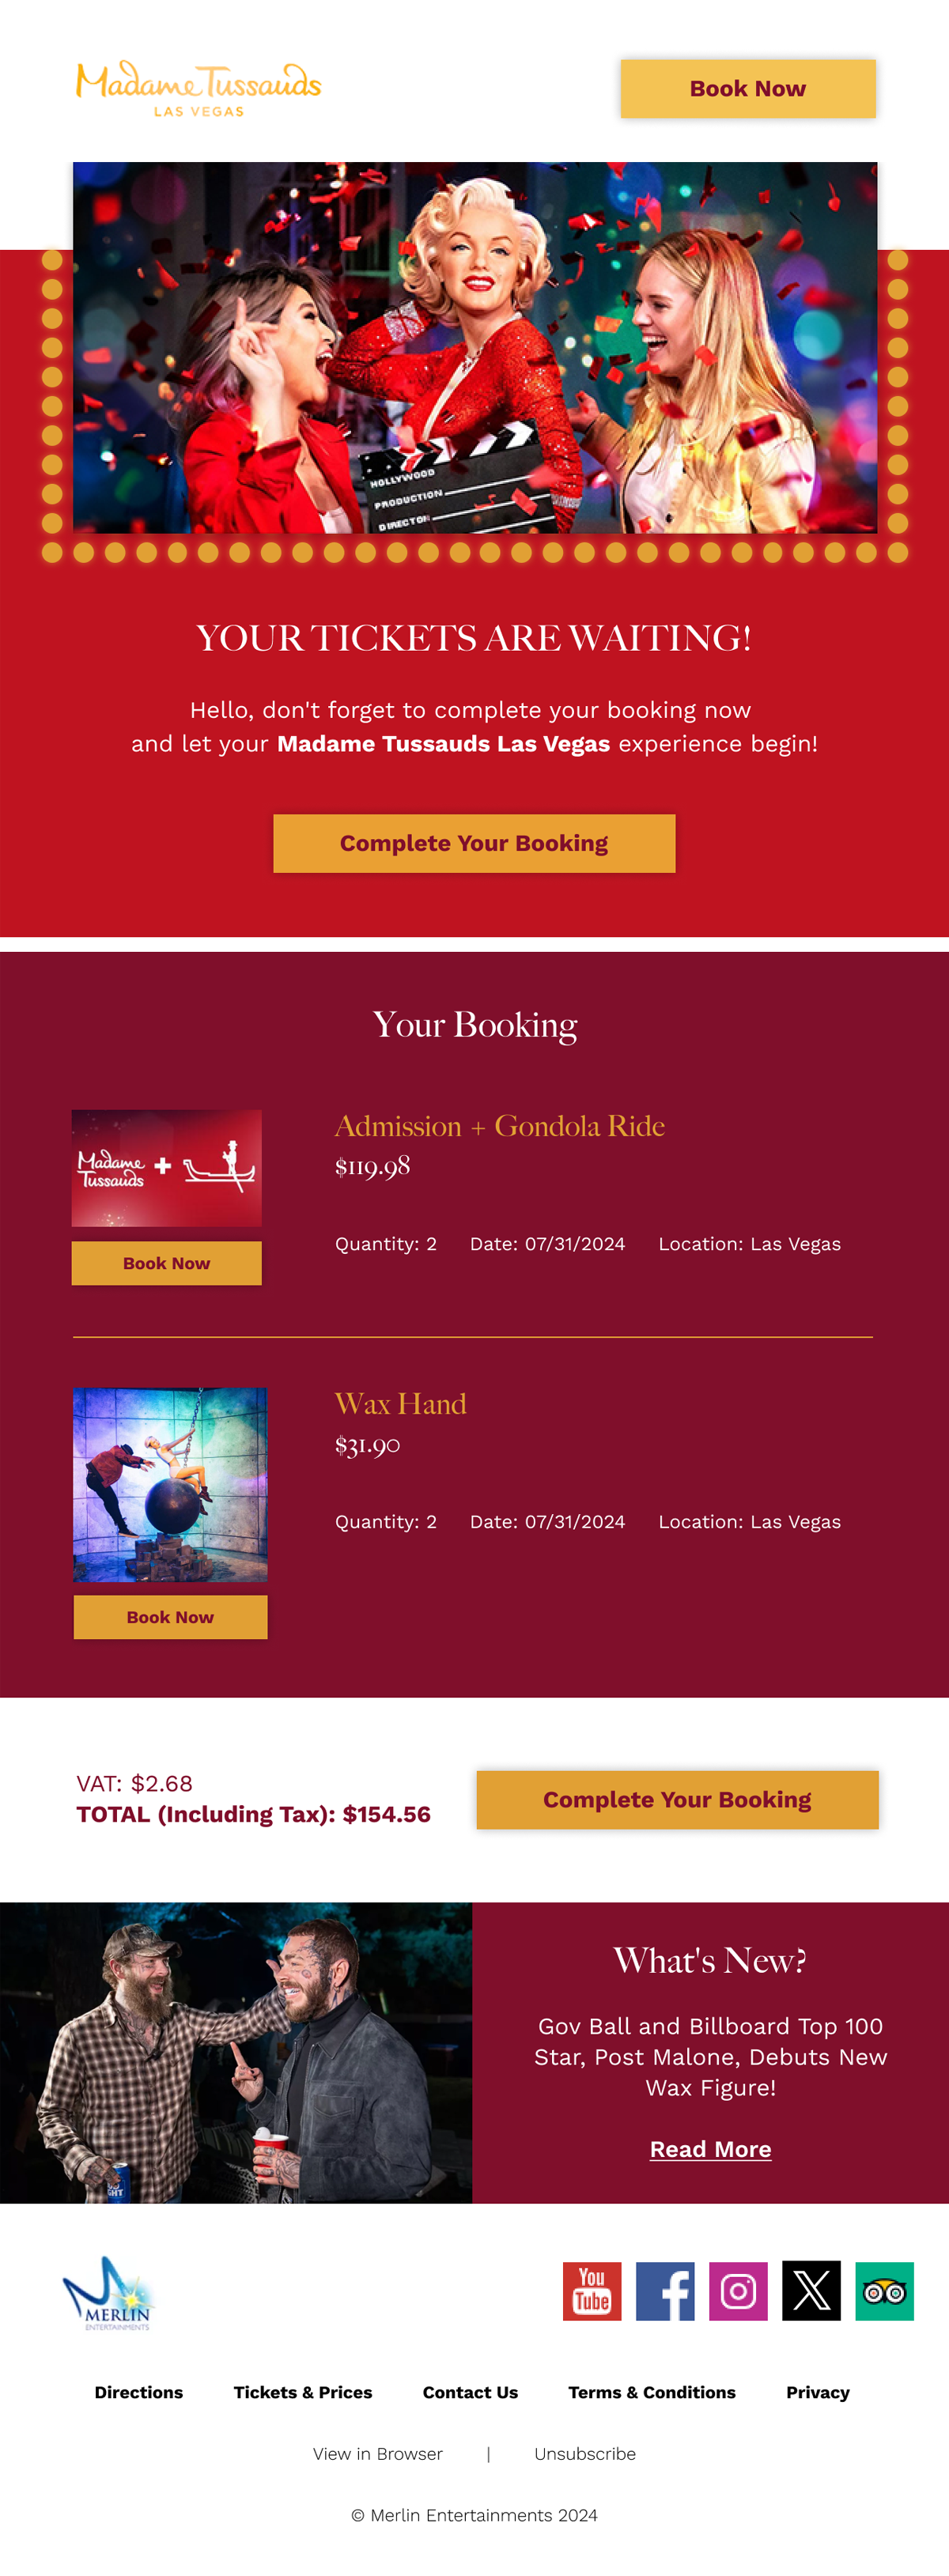 Madame Tussauds
LAS VEGAS
Book Now
HOLLYWOOD
PRODUCTION
DIRECTOR
YOUR TICKETS ARE WAITING!
Hello, don't forget to complete your booking now
and let your Madame Tussauds Las Vegas experience begin!
Complete Your Booking
Your Booking
Madame
Tussauds
+
Book Now
Admission + Gondola Ride
$119.98
Quantity: 2 Date: 07/31/2024 Location: Las Vegas
Book Now
Wax Hand
$31.90
Quantity: 2 Date: 07/31/2024 Location: Las Vegas
VAT: $2.68
TOTAL (Including Tax): $154.56
Complete Your Booking
What's New?
Gov Ball and Billboard Top 100
Star, Post Malone, Debuts New
Wax Figure!
Read More
MERLIN
ENTERTAINMENTS
You
Tube
f
X
Directions Tickets & Prices Contact Us Terms & Conditions Privacy
View in Browser | Unsubscribe
© Merlin Entertainments 2024